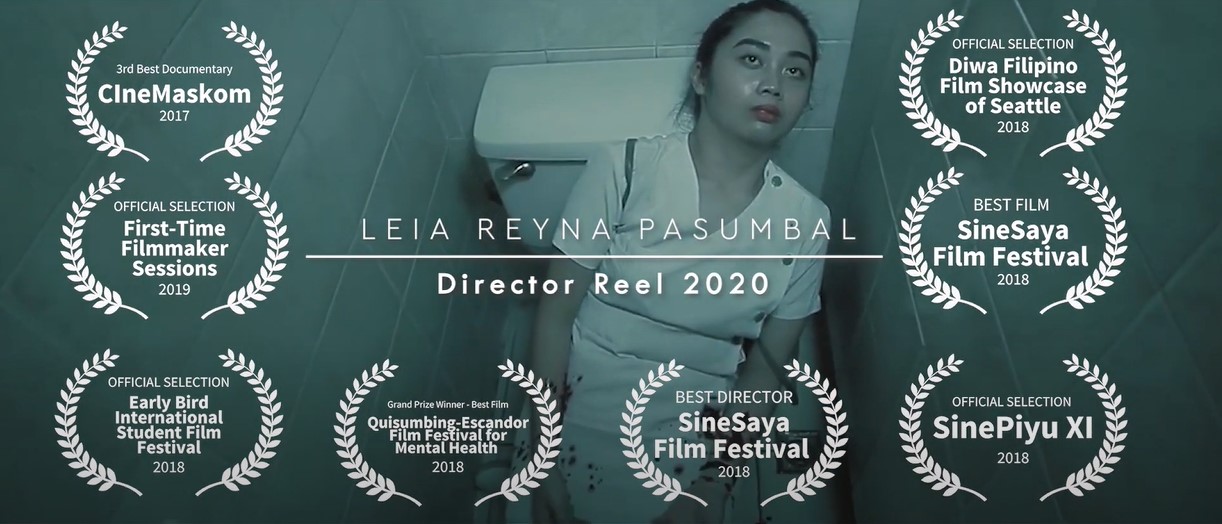 3rd Best Documentary
CIneMaskom
2017
OFFICIAL SELECTION
Diwa Filipino
Film Showcase
of Seattle
2018
OFFICIAL SELECTION
First-Time
Filmmaker
Sessions
2019
LEIA REYNA PASUMBAL
Director Reel 2020
BEST FILM
SineSaya
Film Festival
2018
OFFICIAL SELECTION
Early Bird
International
Student Film
Festival
2018
Grand Prize Winner - Best Film
Quisumbing-Escandor
Film Festival for
Mental Health
2018
BEST DIRECTOR
SineSaya
Film Festival
2018
OFFICIAL SELECTION
SinePiyu XI
2018